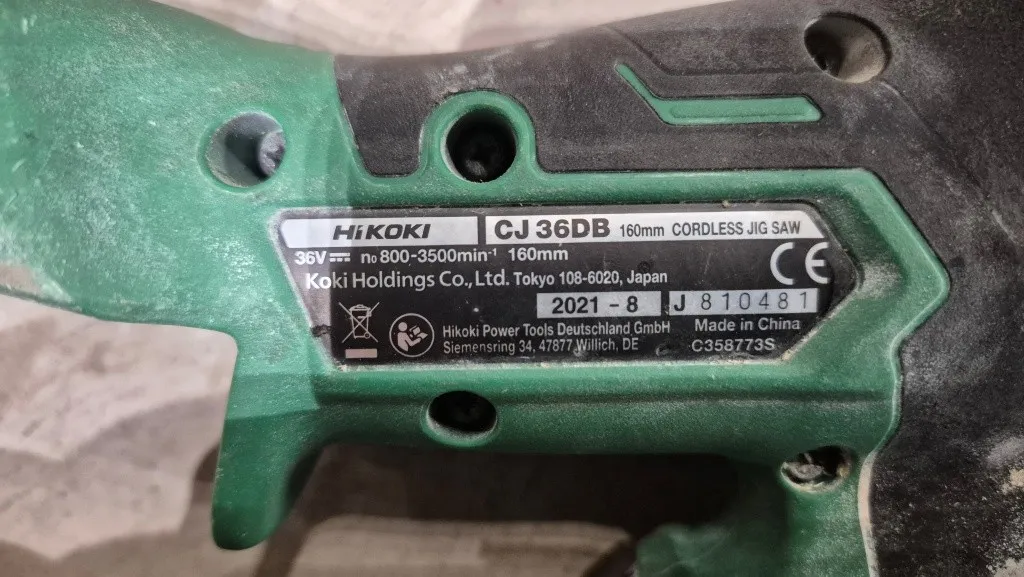 HiKOKI CJ 36DB 160mm CORDLESS JIG SAW
36V⎓ n₀ 800-3500min⁻¹ 160mm
Koki Holdings Co., Ltd. Tokyo 108-6020, Japan
CE
2021 - 8 J 810481
Hikoki Power Tools Deutschland GmbH Made in China
Siemensring 34, 47877 Willich, DE C358773S